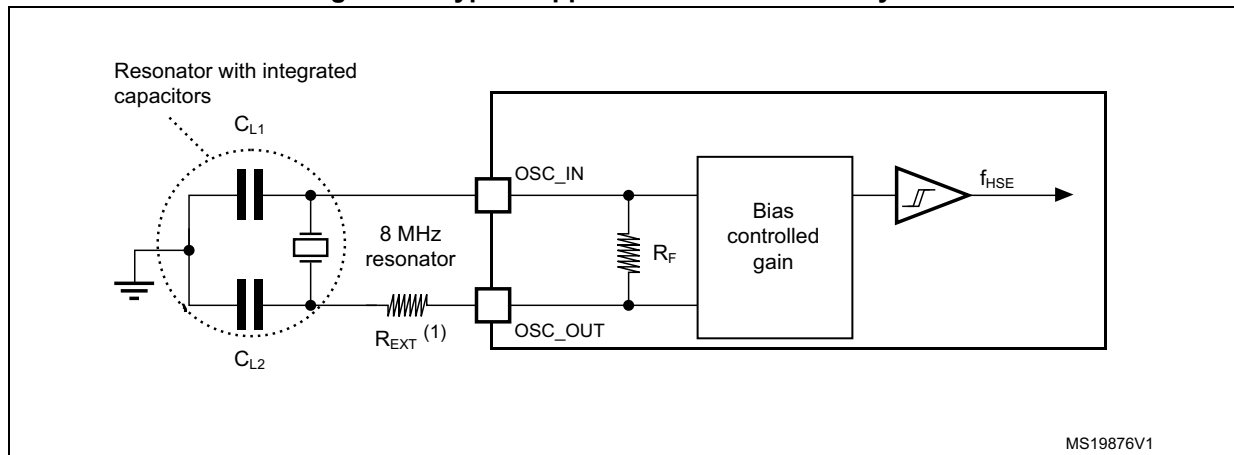 Resonator with integrated
capacitors
CL1
OSC_IN
fHSE
8 MHz
resonator
RF
Bias
controlled
gain
REXT (1)
OSC_OUT
CL2
MS19876V1